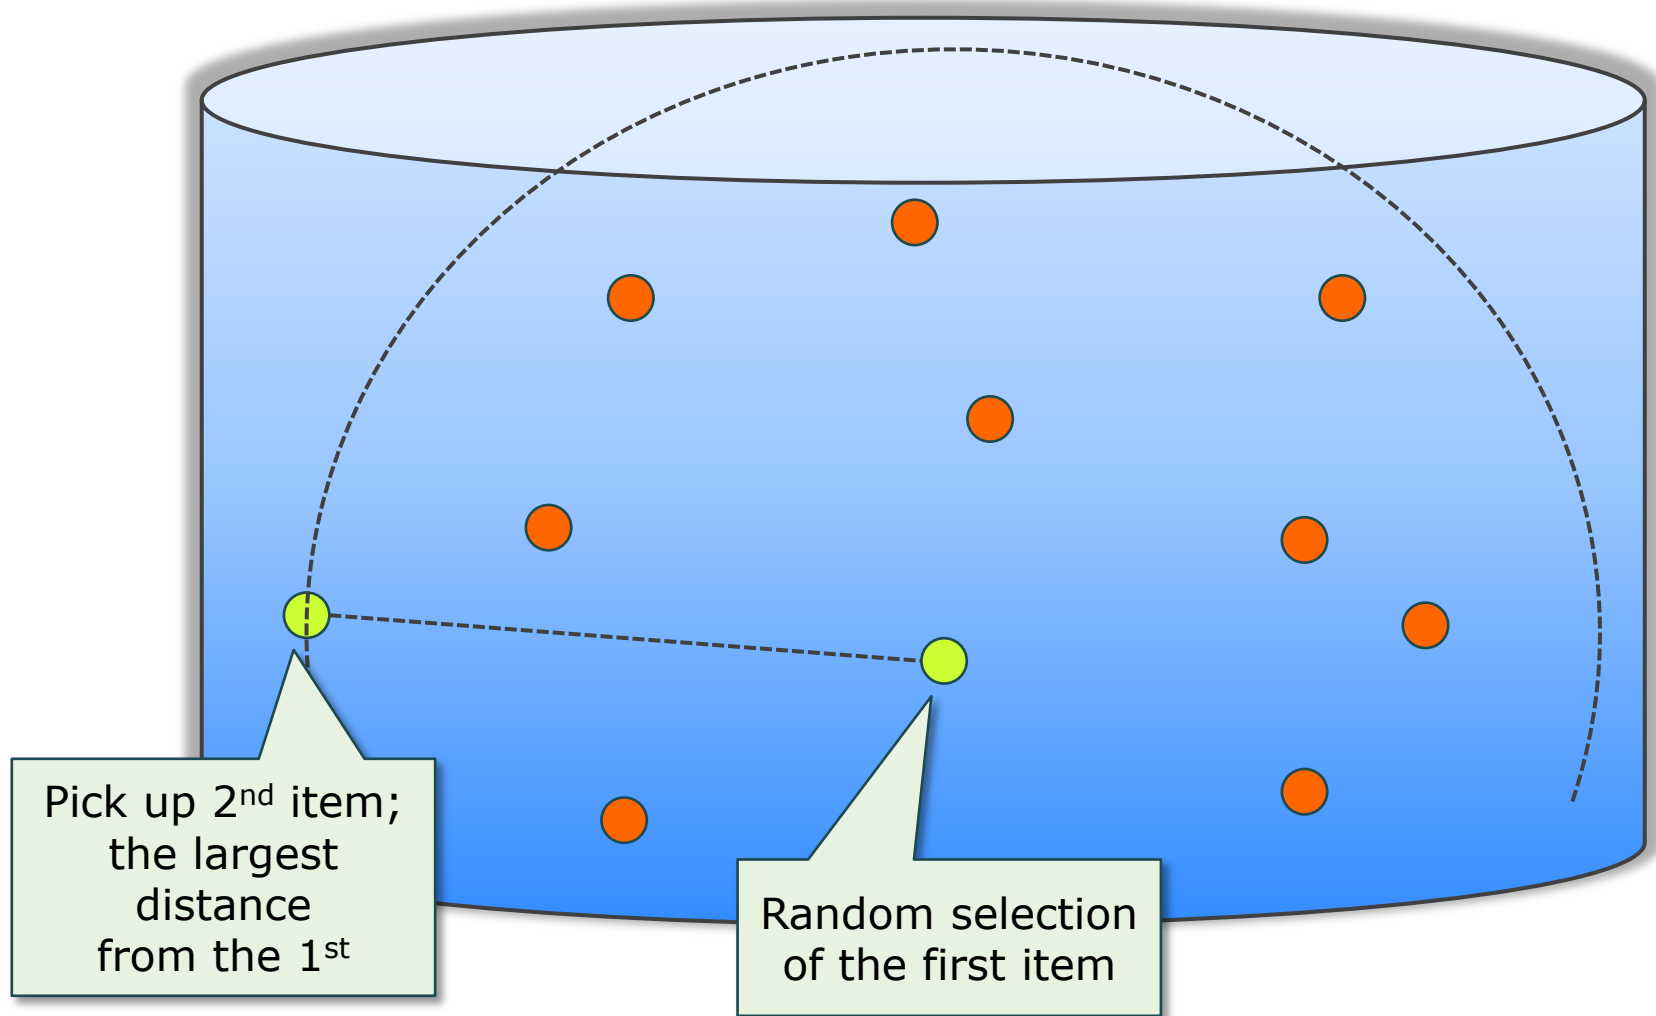 Pick up 2nd item;
the largest
distance
from the 1st
Random selection
of the first item